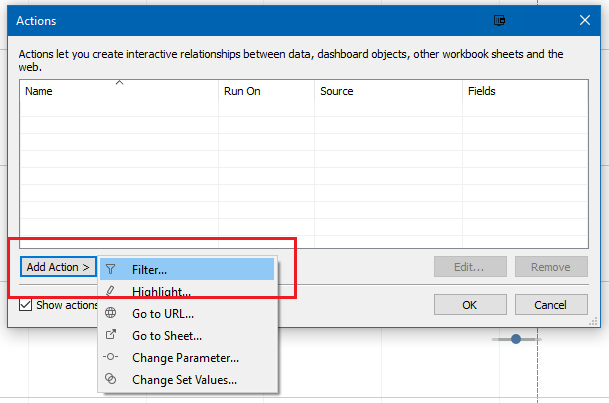 Actions
Actions let you create interactive relationships between data, dashboard objects, other workbook sheets and the
web.
Name Run On Source Fields
Add Action > Edit... Remove
Filter...
Highlight...
Show actions OK Cancel
Go to URL...
Go to Sheet...
Change Parameter...
Change Set Values...